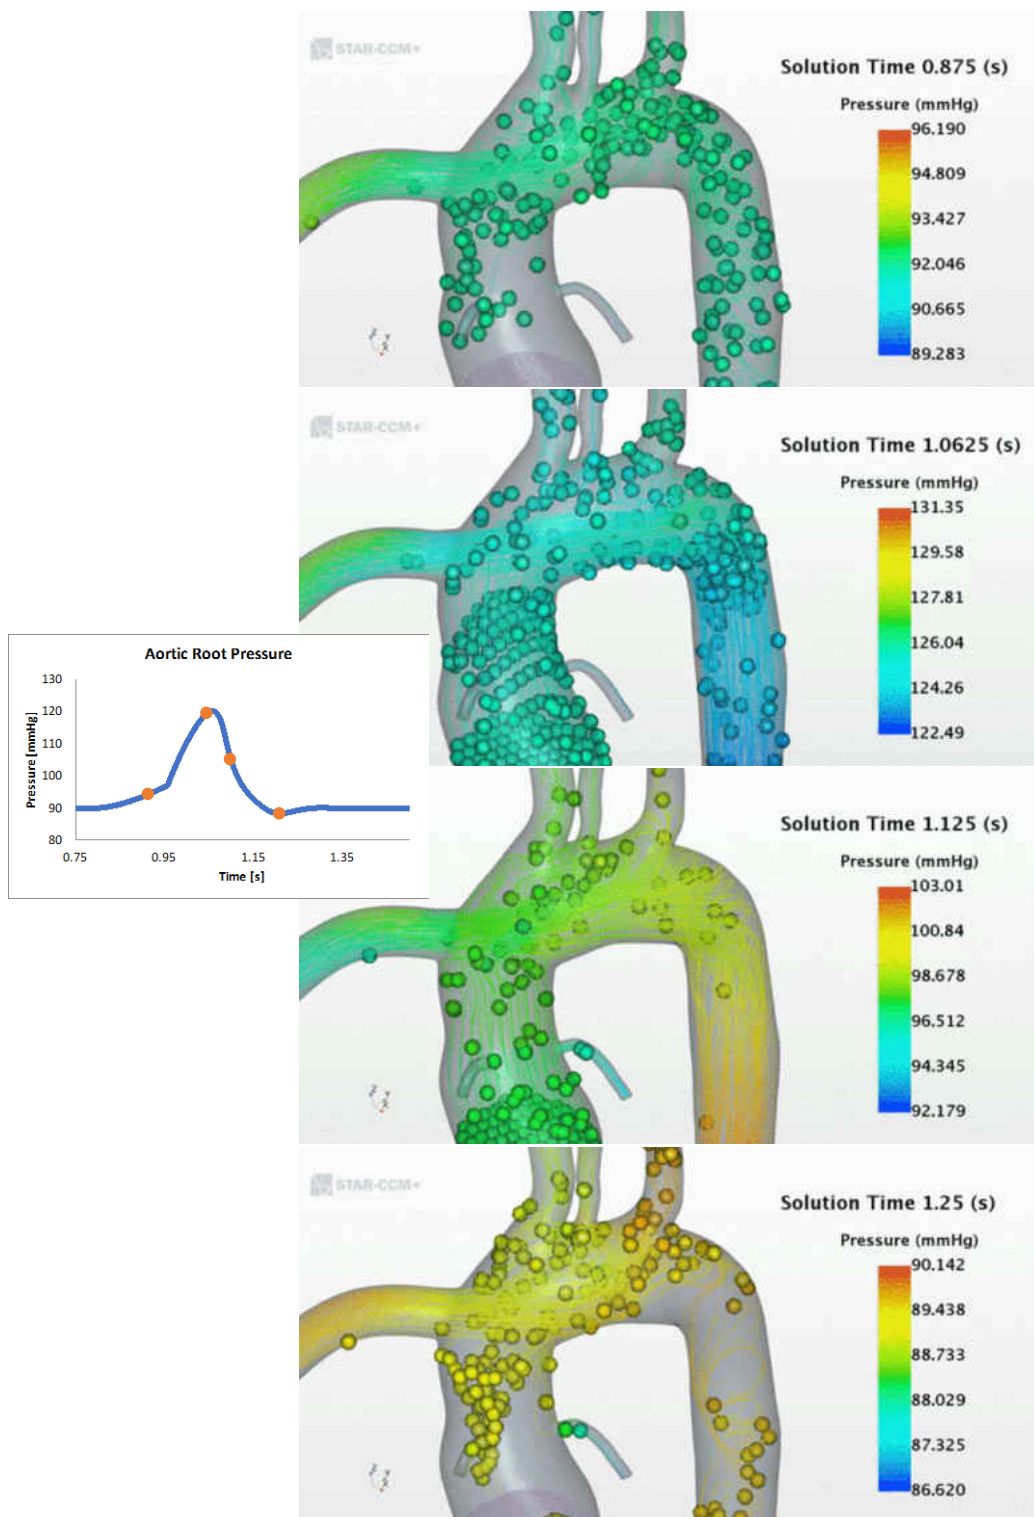 STAR-CCM+
Solution Time 0.875 (s)
Pressure (mmHg)
96.190
94.809
93.427
92.046
90.665
89.283
STAR-CCM+
Solution Time 1.0625 (s)
Pressure (mmHg)
131.35
129.58
127.81
126.04
124.26
122.49
Aortic Root Pressure
Pressure [mmHg]
130
120
110
100
90
80
0.75 0.95 1.15 1.35
Time [s]
Solution Time 1.125 (s)
Pressure (mmHg)
103.01
100.84
98.678
96.512
94.345
92.179
STAR-CCM+
Solution Time 1.25 (s)
Pressure (mmHg)
90.142
89.438
88.733
88.029
87.325
86.620